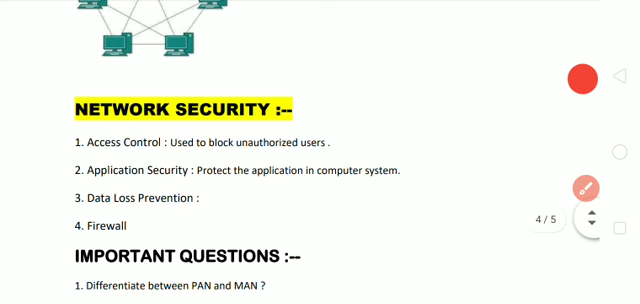 NETWORK SECURITY :--
1. Access Control : Used to block unauthorized users .
2. Application Security : Protect the application in computer system.
3. Data Loss Prevention :
4. Firewall
4 / 5
IMPORTANT QUESTIONS :--
1. Differentiate between PAN and MAN ?